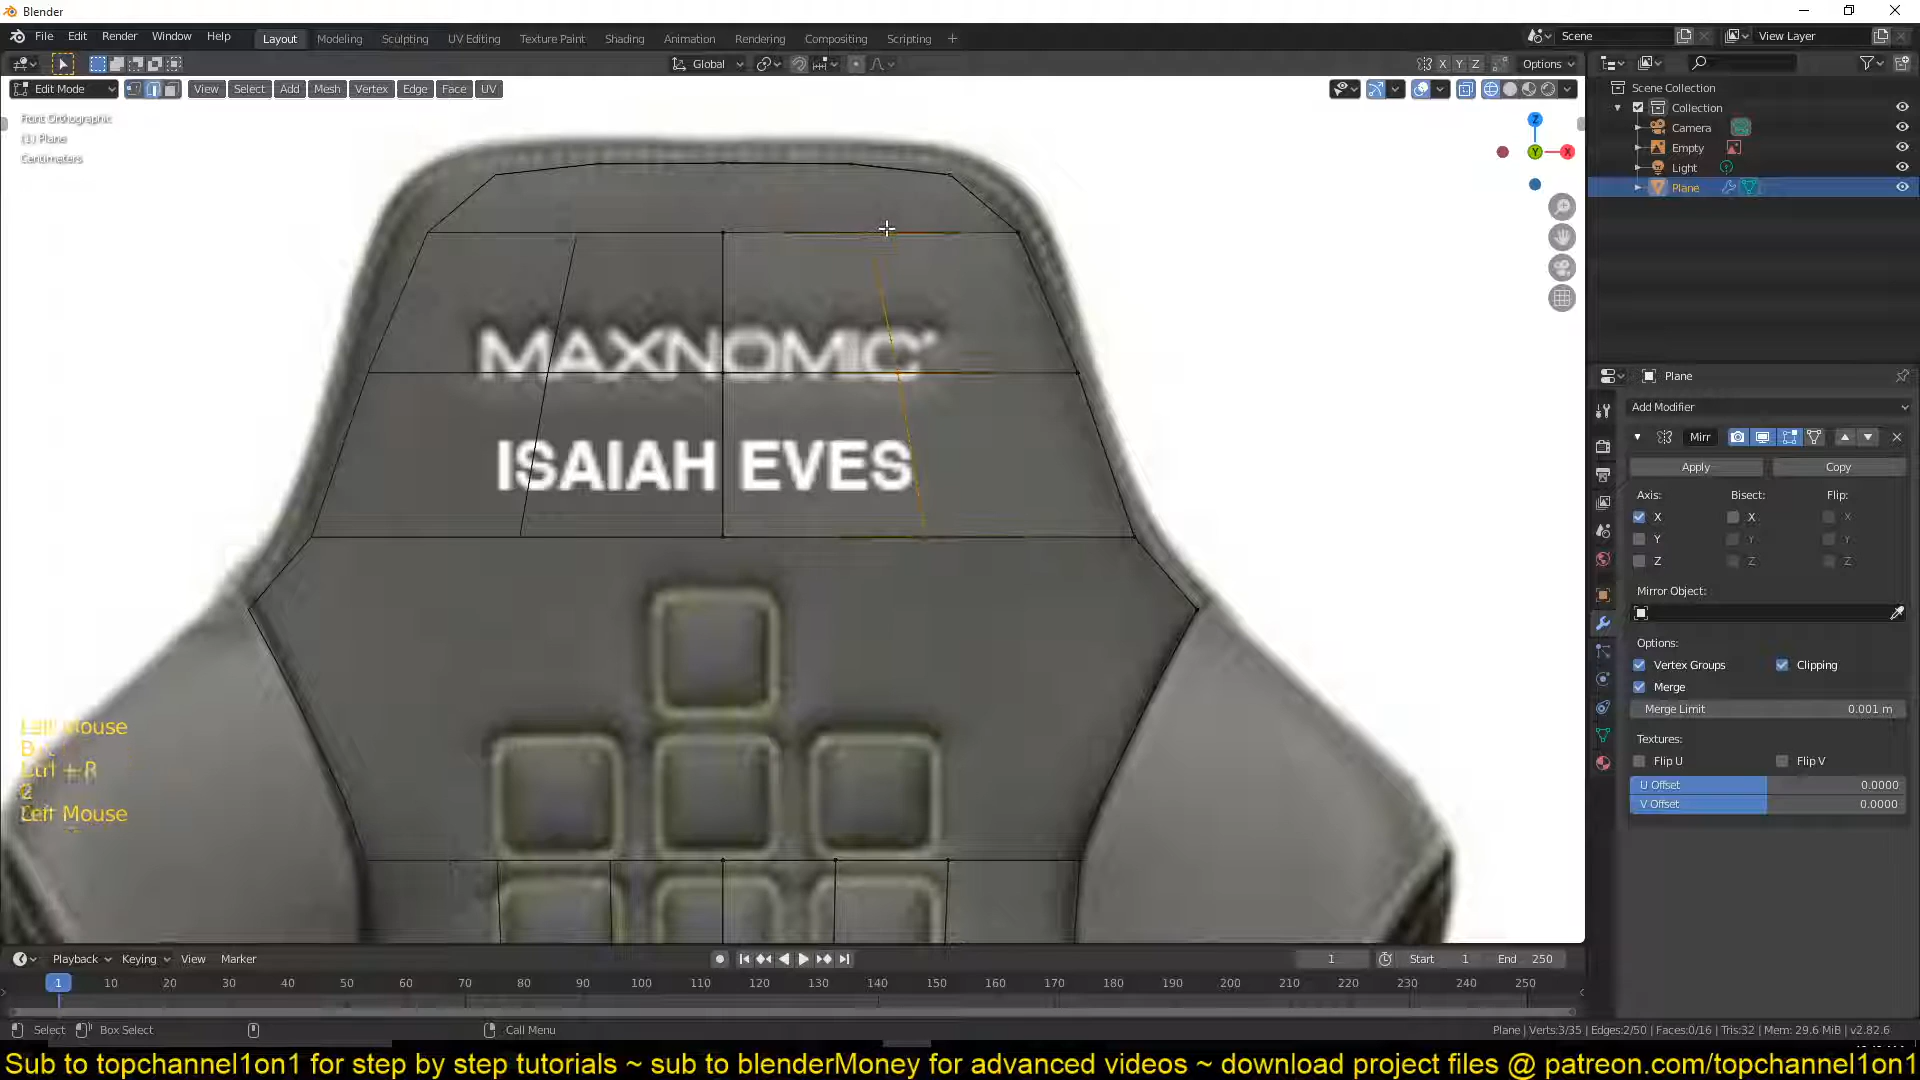 Blender
File Edit Render Window Help
Layout Modeling Sculpting UV Editing Texture Paint Shading Animation Rendering Compositing Scripting +
Scene View Layer
Global X Y Z Options
Edit Mode View Select Add Mesh Vertex Edge Face UV
Scene Collection
Collection
Camera
Empty
Light
Plane
Front Orthographic
(1) Plane
Centimeters
Z
Y
X
MAXNOMIC
ISAIAH EVES
Plane
Add Modifier
Mirr
Apply Copy
Axis: Bisect: Flip:
X X X
Y Y Y
Z Z Z
Mirror Object:
Options:
Vertex Groups Clipping
Merge
Merge Limit 0.001 m
Textures:
Flip U Flip V
U Offset 0.0000
V Offset 0.0000
Left Mouse
B
Ctrl + R
2
Left Mouse
Playback Keying View Marker
1 Start 1 End 250
1 10 20 30 40 50 60 70 80 90 100 110 120 130 140 150 160 170 180 190 200 210 220 230 240 250
Select Box Select Call Menu
Plane | Verts:3/35 | Edges:2/50 | Faces:0/16 | Tris:32 | Mem: 29.6 MiB | v2.82.6
Sub to topchannel1on1 for step by step tutorials ~ sub to blenderMoney for advanced videos ~ download project files @ patreon.com/topchannel1on1